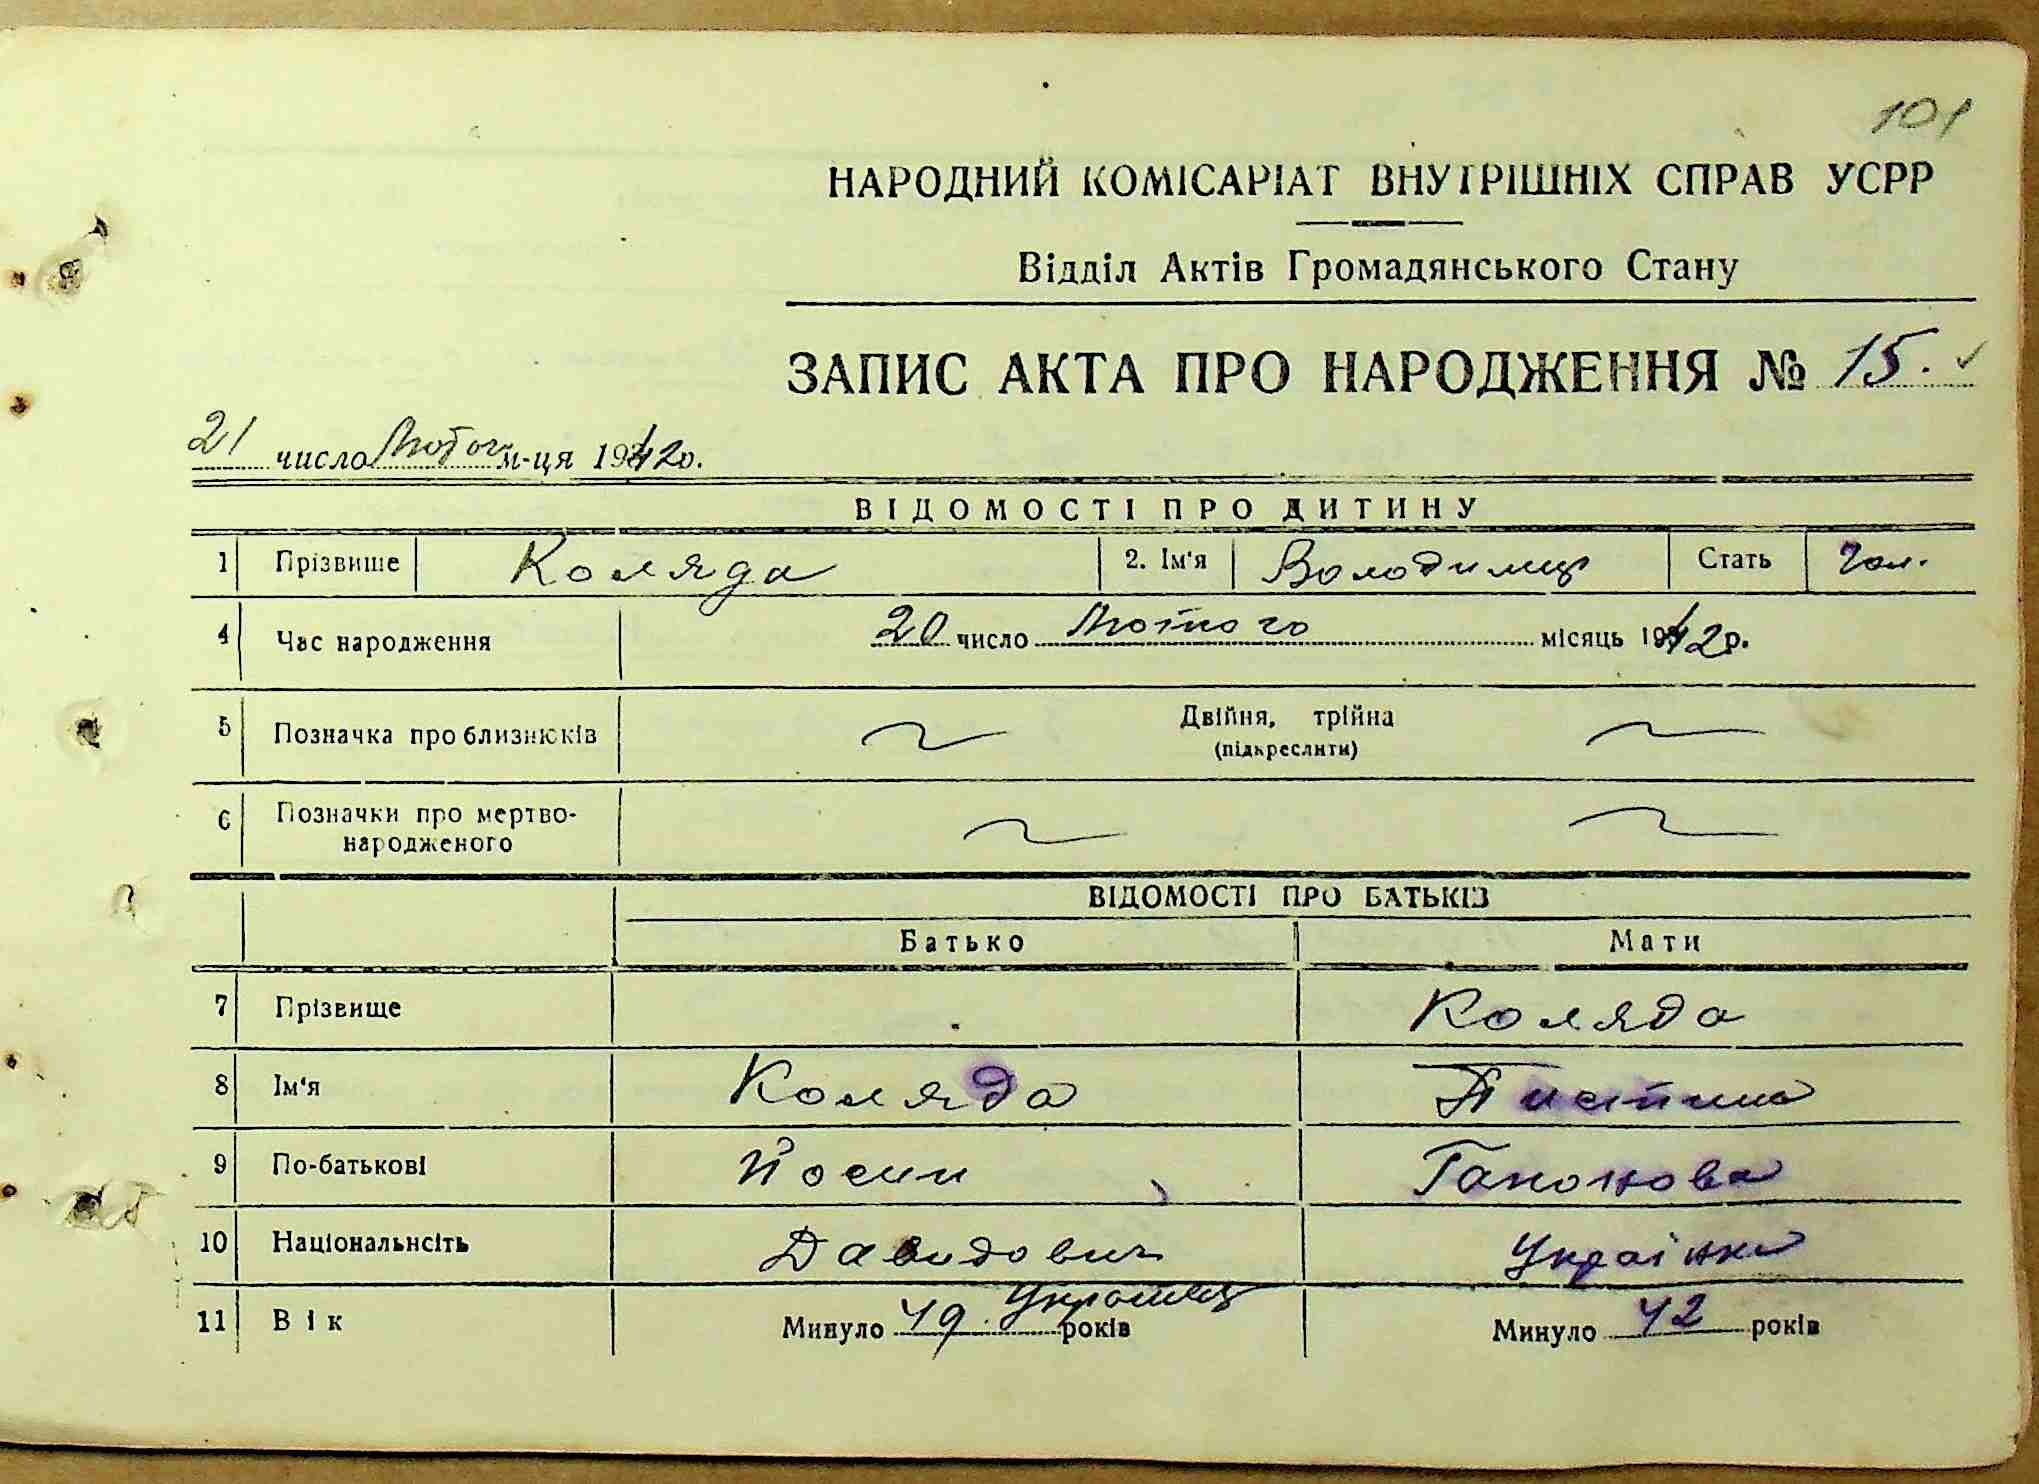 101
НАРОДНИЙ КОМІСАРІАТ ВНУТРІШНІХ СПРАВ УСРР
Відділ Актів Громадянського Стану
ЗАПИС АКТА ПРО НАРОДЖЕННЯ № 15.
21 число Лютого м-ця 1942р.
ВІДОМОСТІ ПРО ДИТИНУ
1 Прізвище Коляда 2. Ім'я Володимир Стать чол.
4 Час народження 20 число Лютого місяць 1942р.
5 Позначка про близнюків Двійня, трійна
(підкреслити)
6 Позначки про мертво-
народженого
ВІДОМОСТІ ПРО БАТЬКІВ
Батько Мати
7 Прізвище Коляда
8 Ім'я Коляда Пистина
9 По-батькові Йосип
10 Національнсіть Давидович Українка
Українець
11 Вік Минуло 49 років Минуло 42 років